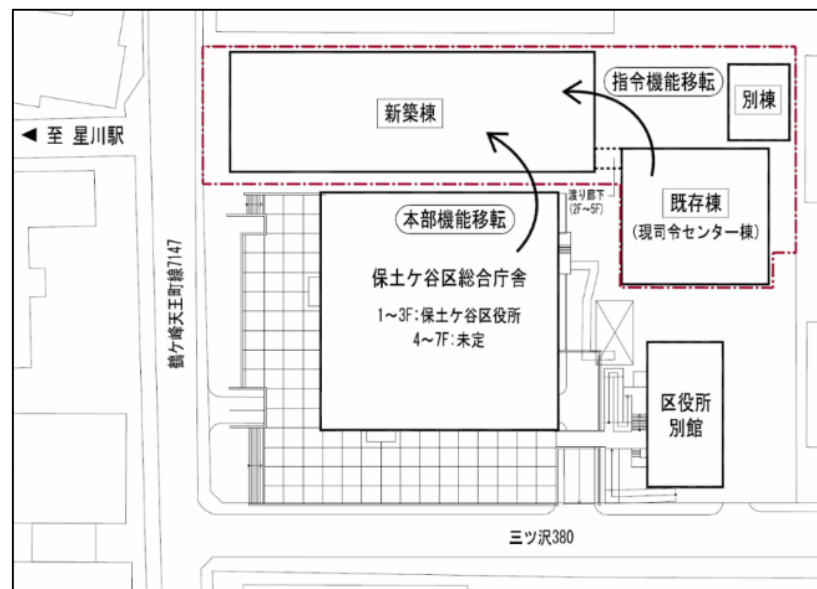 新築棟
指令機能移転
別棟
◀ 至 星川駅
渡り廊下
(2F～5F)
既存棟
(現司令センター棟)
本部機能移転
保土ケ谷区総合庁舎
1～3F:保土ケ谷区役所
4～7F:未定
鶴ケ峰天王町線7147
区役所
別館
三ツ沢380